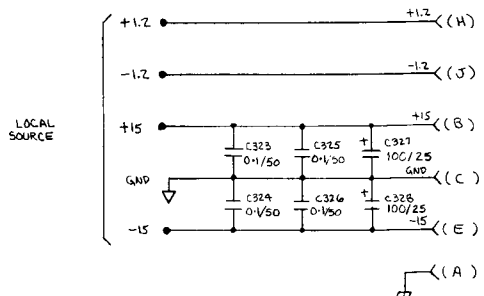 +1.2 +1.2 (H)
-1.2 -1.2 (J)
LOCAL
SOURCE
+15 +15 (B)
C323
0.1/50
C325
0.1/50
+ C327
100/25
GND GND (C)
C324
0.1/50
C326
0.1/50
+ C328
100/25
-15 -15 (E)
(A)